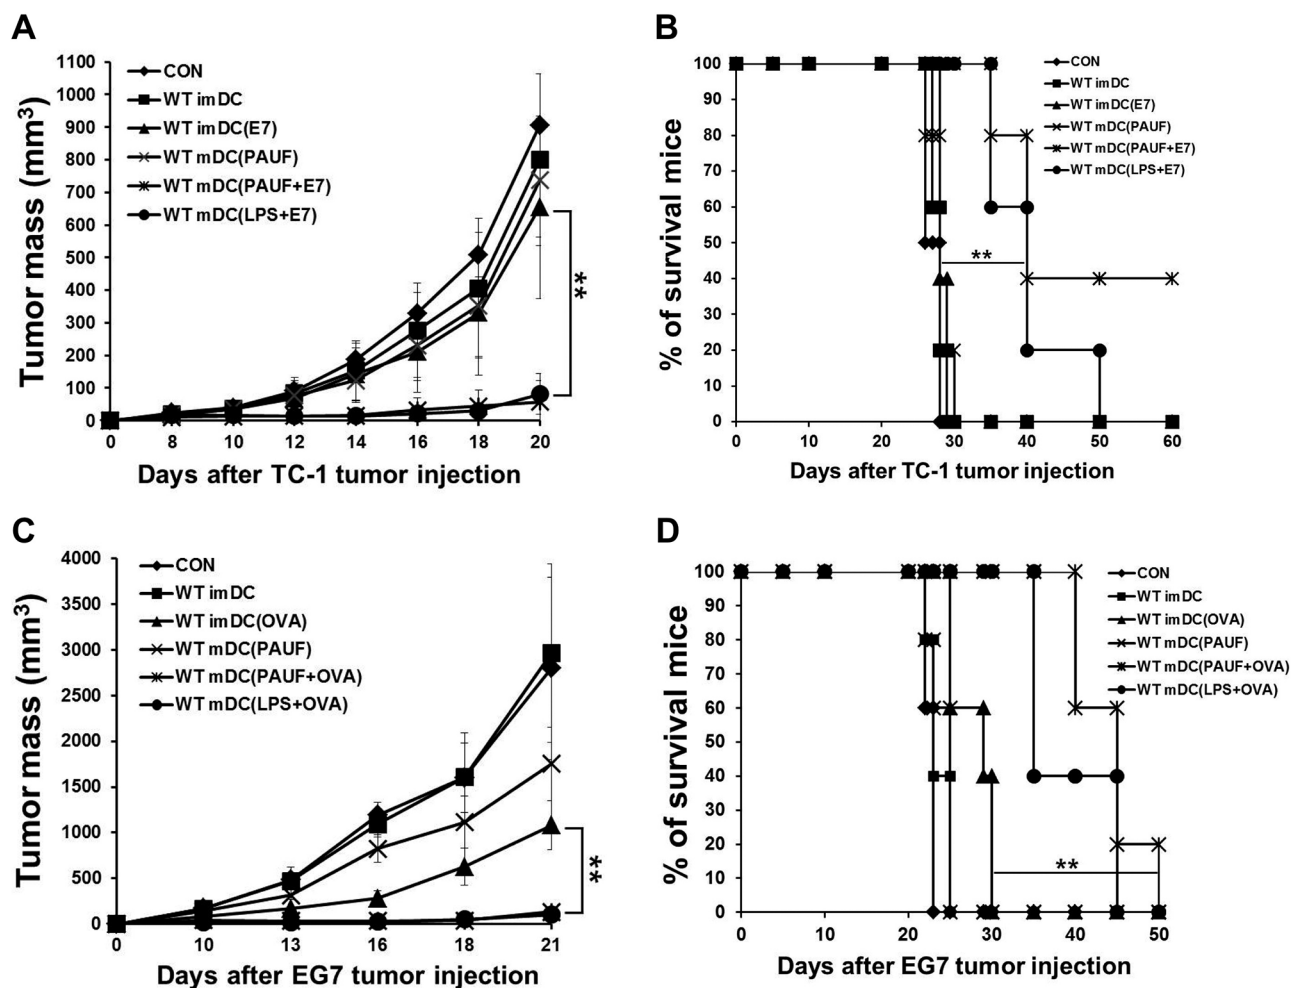 A
Tumor mass (mm3)
1100
1000
900
800
700
600
500
400
300
200
100
0
CON
WT imDC
WT imDC(E7)
WT mDC(PAUF)
WT mDC(PAUF+E7)
WT mDC(LPS+E7)
**
0 8 10 12 14 16 18 20
Days after TC-1 tumor injection
B
% of survival mice
100
90
80
70
60
50
40
30
20
10
0
CON
WT imDC
WT imDC(E7)
WT mDC(PAUF)
WT mDC(PAUF+E7)
WT mDC(LPS+E7)
**
0 10 20 30 40 50 60
Days after TC-1 tumor injection
C
Tumor mass (mm3)
4000
3500
3000
2500
2000
1500
1000
500
0
CON
WT imDC
WT imDC(OVA)
WT mDC(PAUF)
WT mDC(PAUF+OVA)
WT mDC(LPS+OVA)
**
0 10 13 16 18 21
Days after EG7 tumor injection
D
% of survival mice
100
90
80
70
60
50
40
30
20
10
0
CON
WT imDC
WT imDC(OVA)
WT mDC(PAUF)
WT mDC(PAUF+OVA)
WT mDC(LPS+OVA)
**
0 10 20 30 40 50
Days after EG7 tumor injection